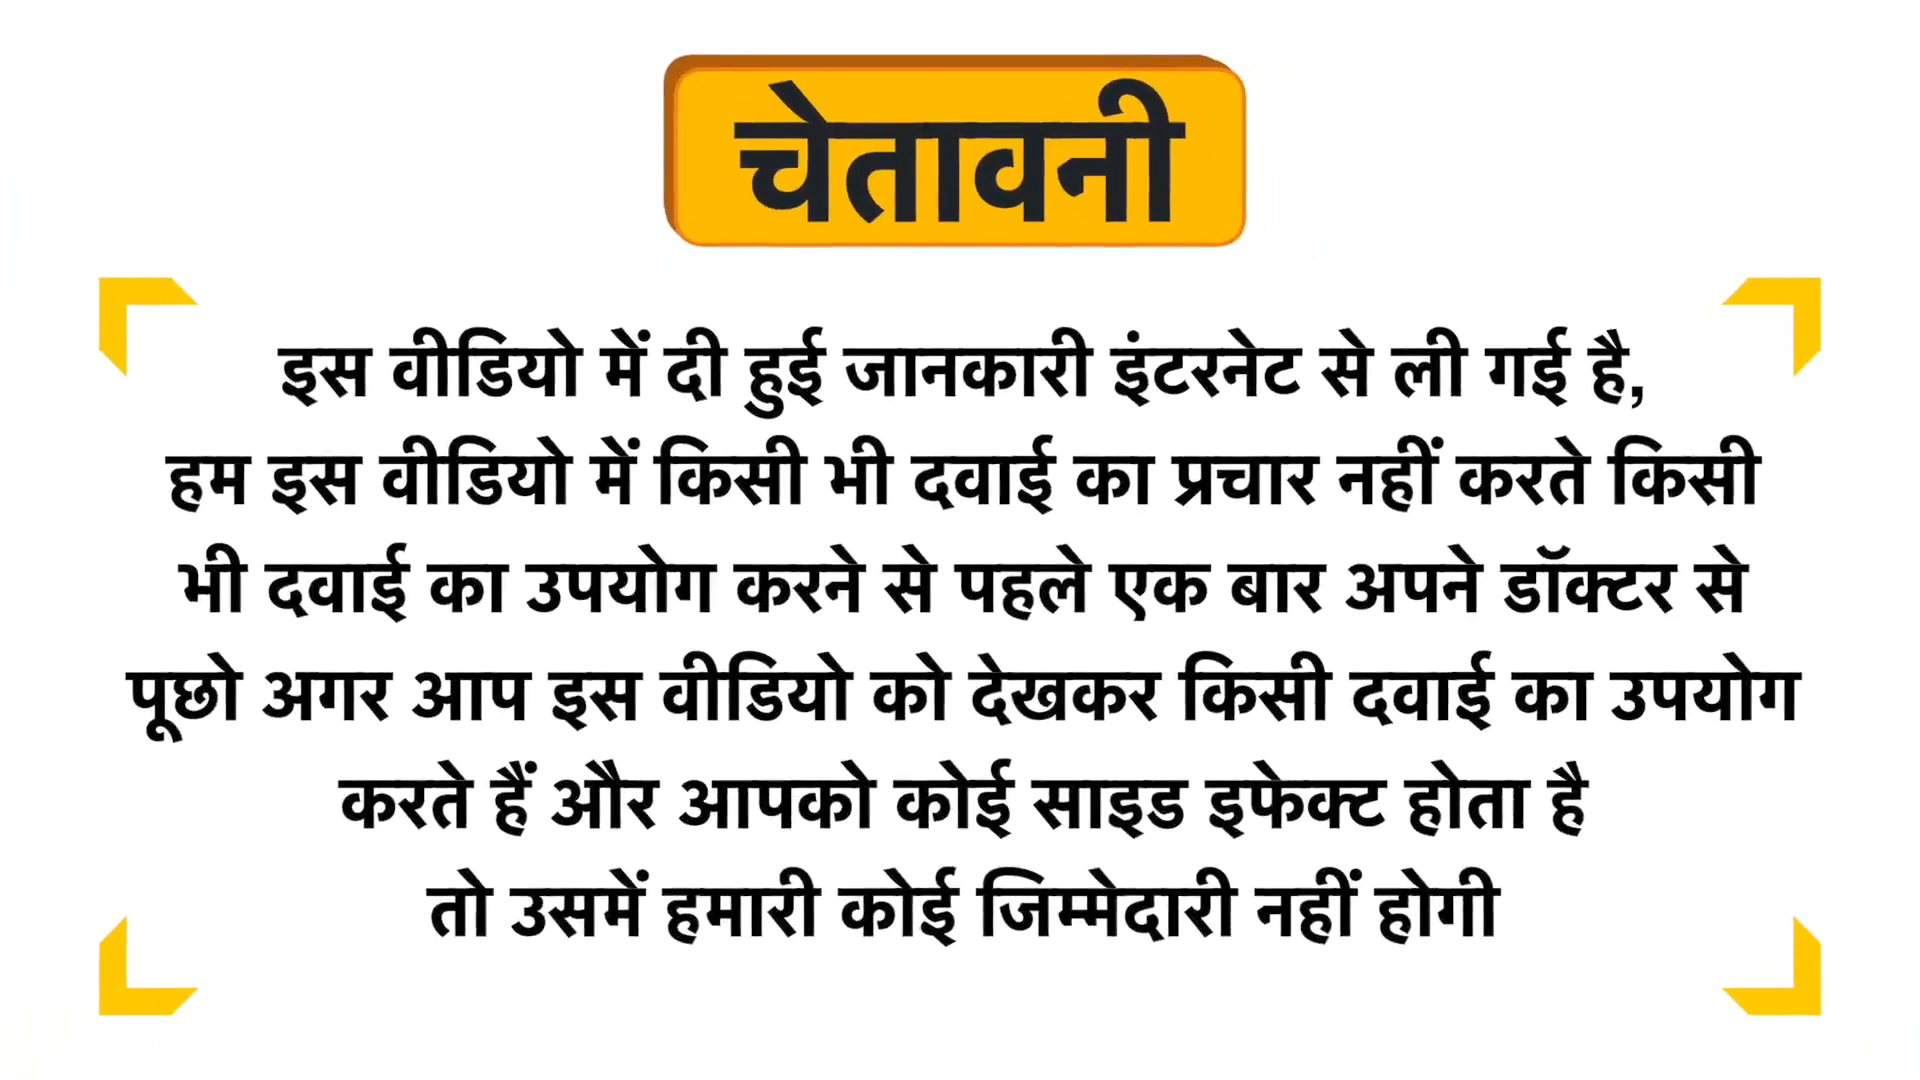 चेतावनी
इस वीडियो में दी हुई जानकारी इंटरनेट से ली गई है,
हम इस वीडियो में किसी भी दवाई का प्रचार नहीं करते किसी
भी दवाई का उपयोग करने से पहले एक बार अपने डॉक्टर से
पूछो अगर आप इस वीडियो को देखकर किसी दवाई का उपयोग
करते हैं और आपको कोई साइड इफेक्ट होता है
तो उसमें हमारी कोई जिम्मेदारी नहीं होगी